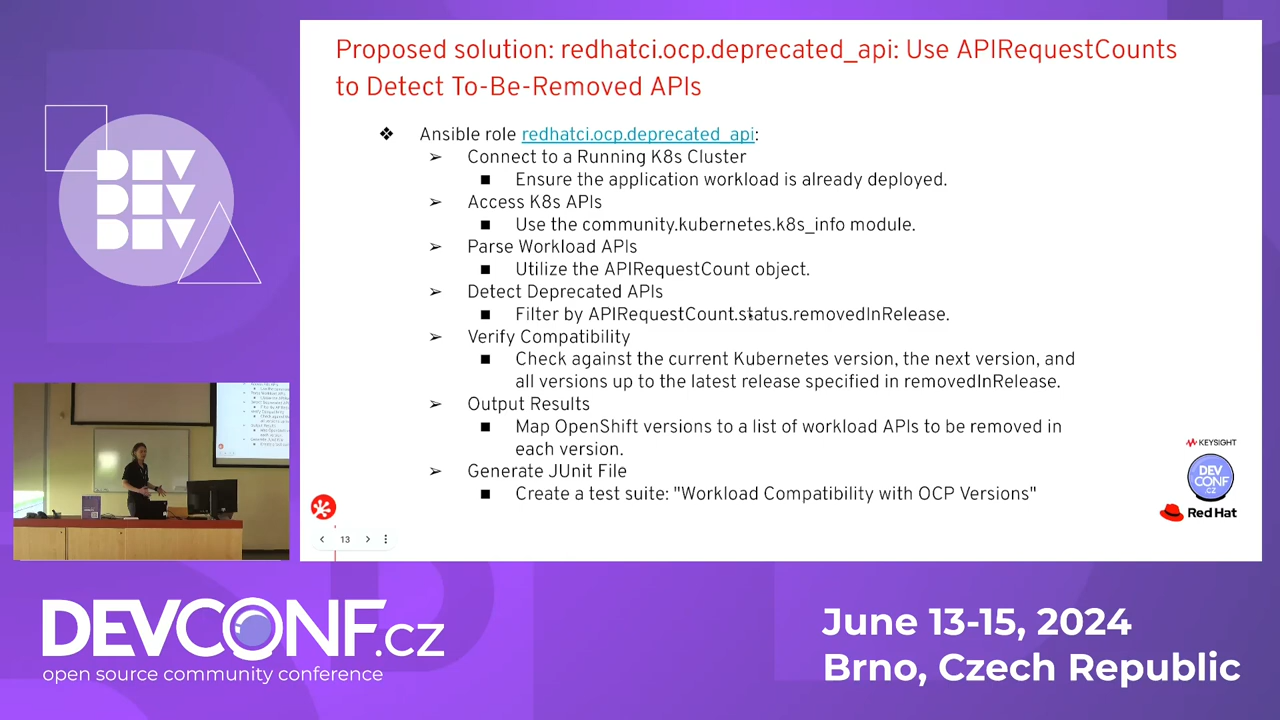 Proposed solution: redhatci.ocp.deprecated_api: Use APIRequestCounts
to Detect To-Be-Removed APIs
❖ Ansible role redhatci.ocp.deprecated_api:
➢ Connect to a Running K8s Cluster
■ Ensure the application workload is already deployed.
➢ Access K8s APIs
■ Use the community.kubernetes.k8s_info module.
➢ Parse Workload APIs
■ Utilize the APIRequestCount object.
➢ Detect Deprecated APIs
■ Filter by APIRequestCount.status.removedInRelease.
➢ Verify Compatibility
■ Check against the current Kubernetes version, the next version, and
all versions up to the latest release specified in removedInRelease.
➢ Output Results
■ Map OpenShift versions to a list of workload APIs to be removed in
each version.
➢ Generate JUnit File
■ Create a test suite: "Workload Compatibility with OCP Versions"
KEYSIGHT
DEV
CONF
CZ
Red Hat
13
DEV
DEV
DEV
DEVCONF.cz
open source community conference
June 13-15, 2024
Brno, Czech Republic